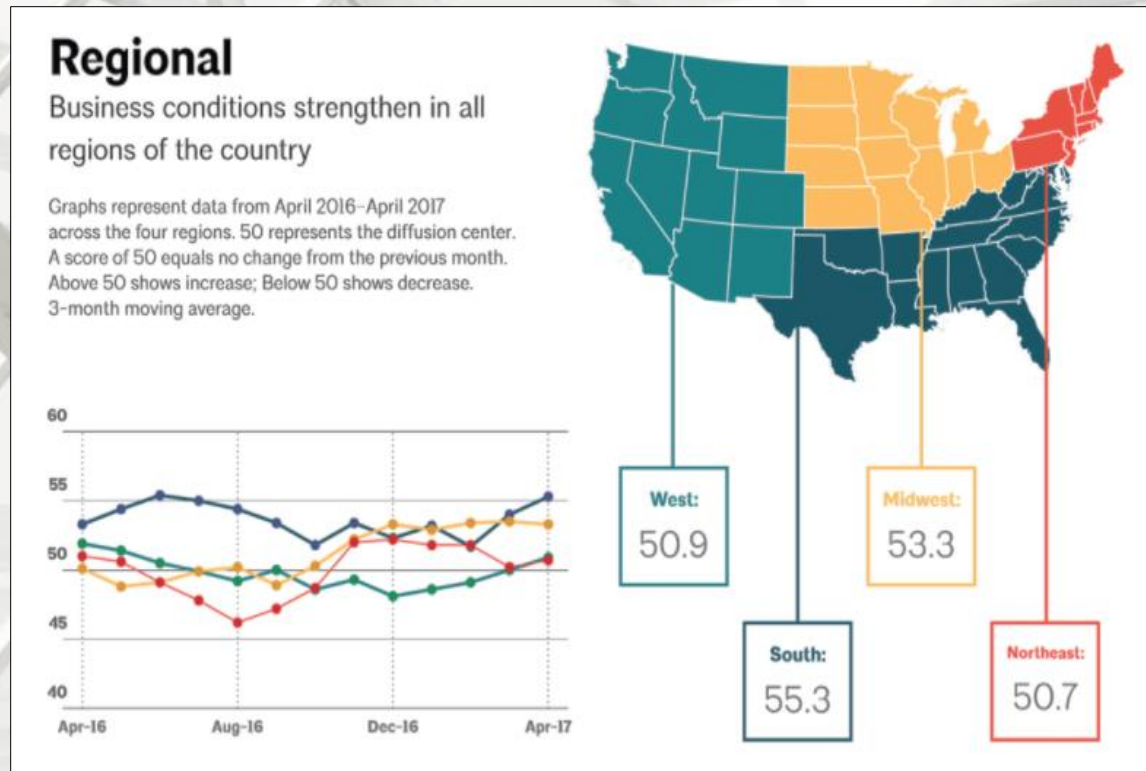 Regional
Business conditions strengthen in all
regions of the country
Graphs represent data from April 2016–April 2017
across the four regions. 50 represents the diffusion center.
A score of 50 equals no change from the previous month.
Above 50 shows increase; Below 50 shows decrease.
3-month moving average.
60
55
50
45
40
Apr-16
Aug-16
Dec-16
Apr-17
West:
50.9
Midwest:
53.3
South:
55.3
Northeast:
50.7